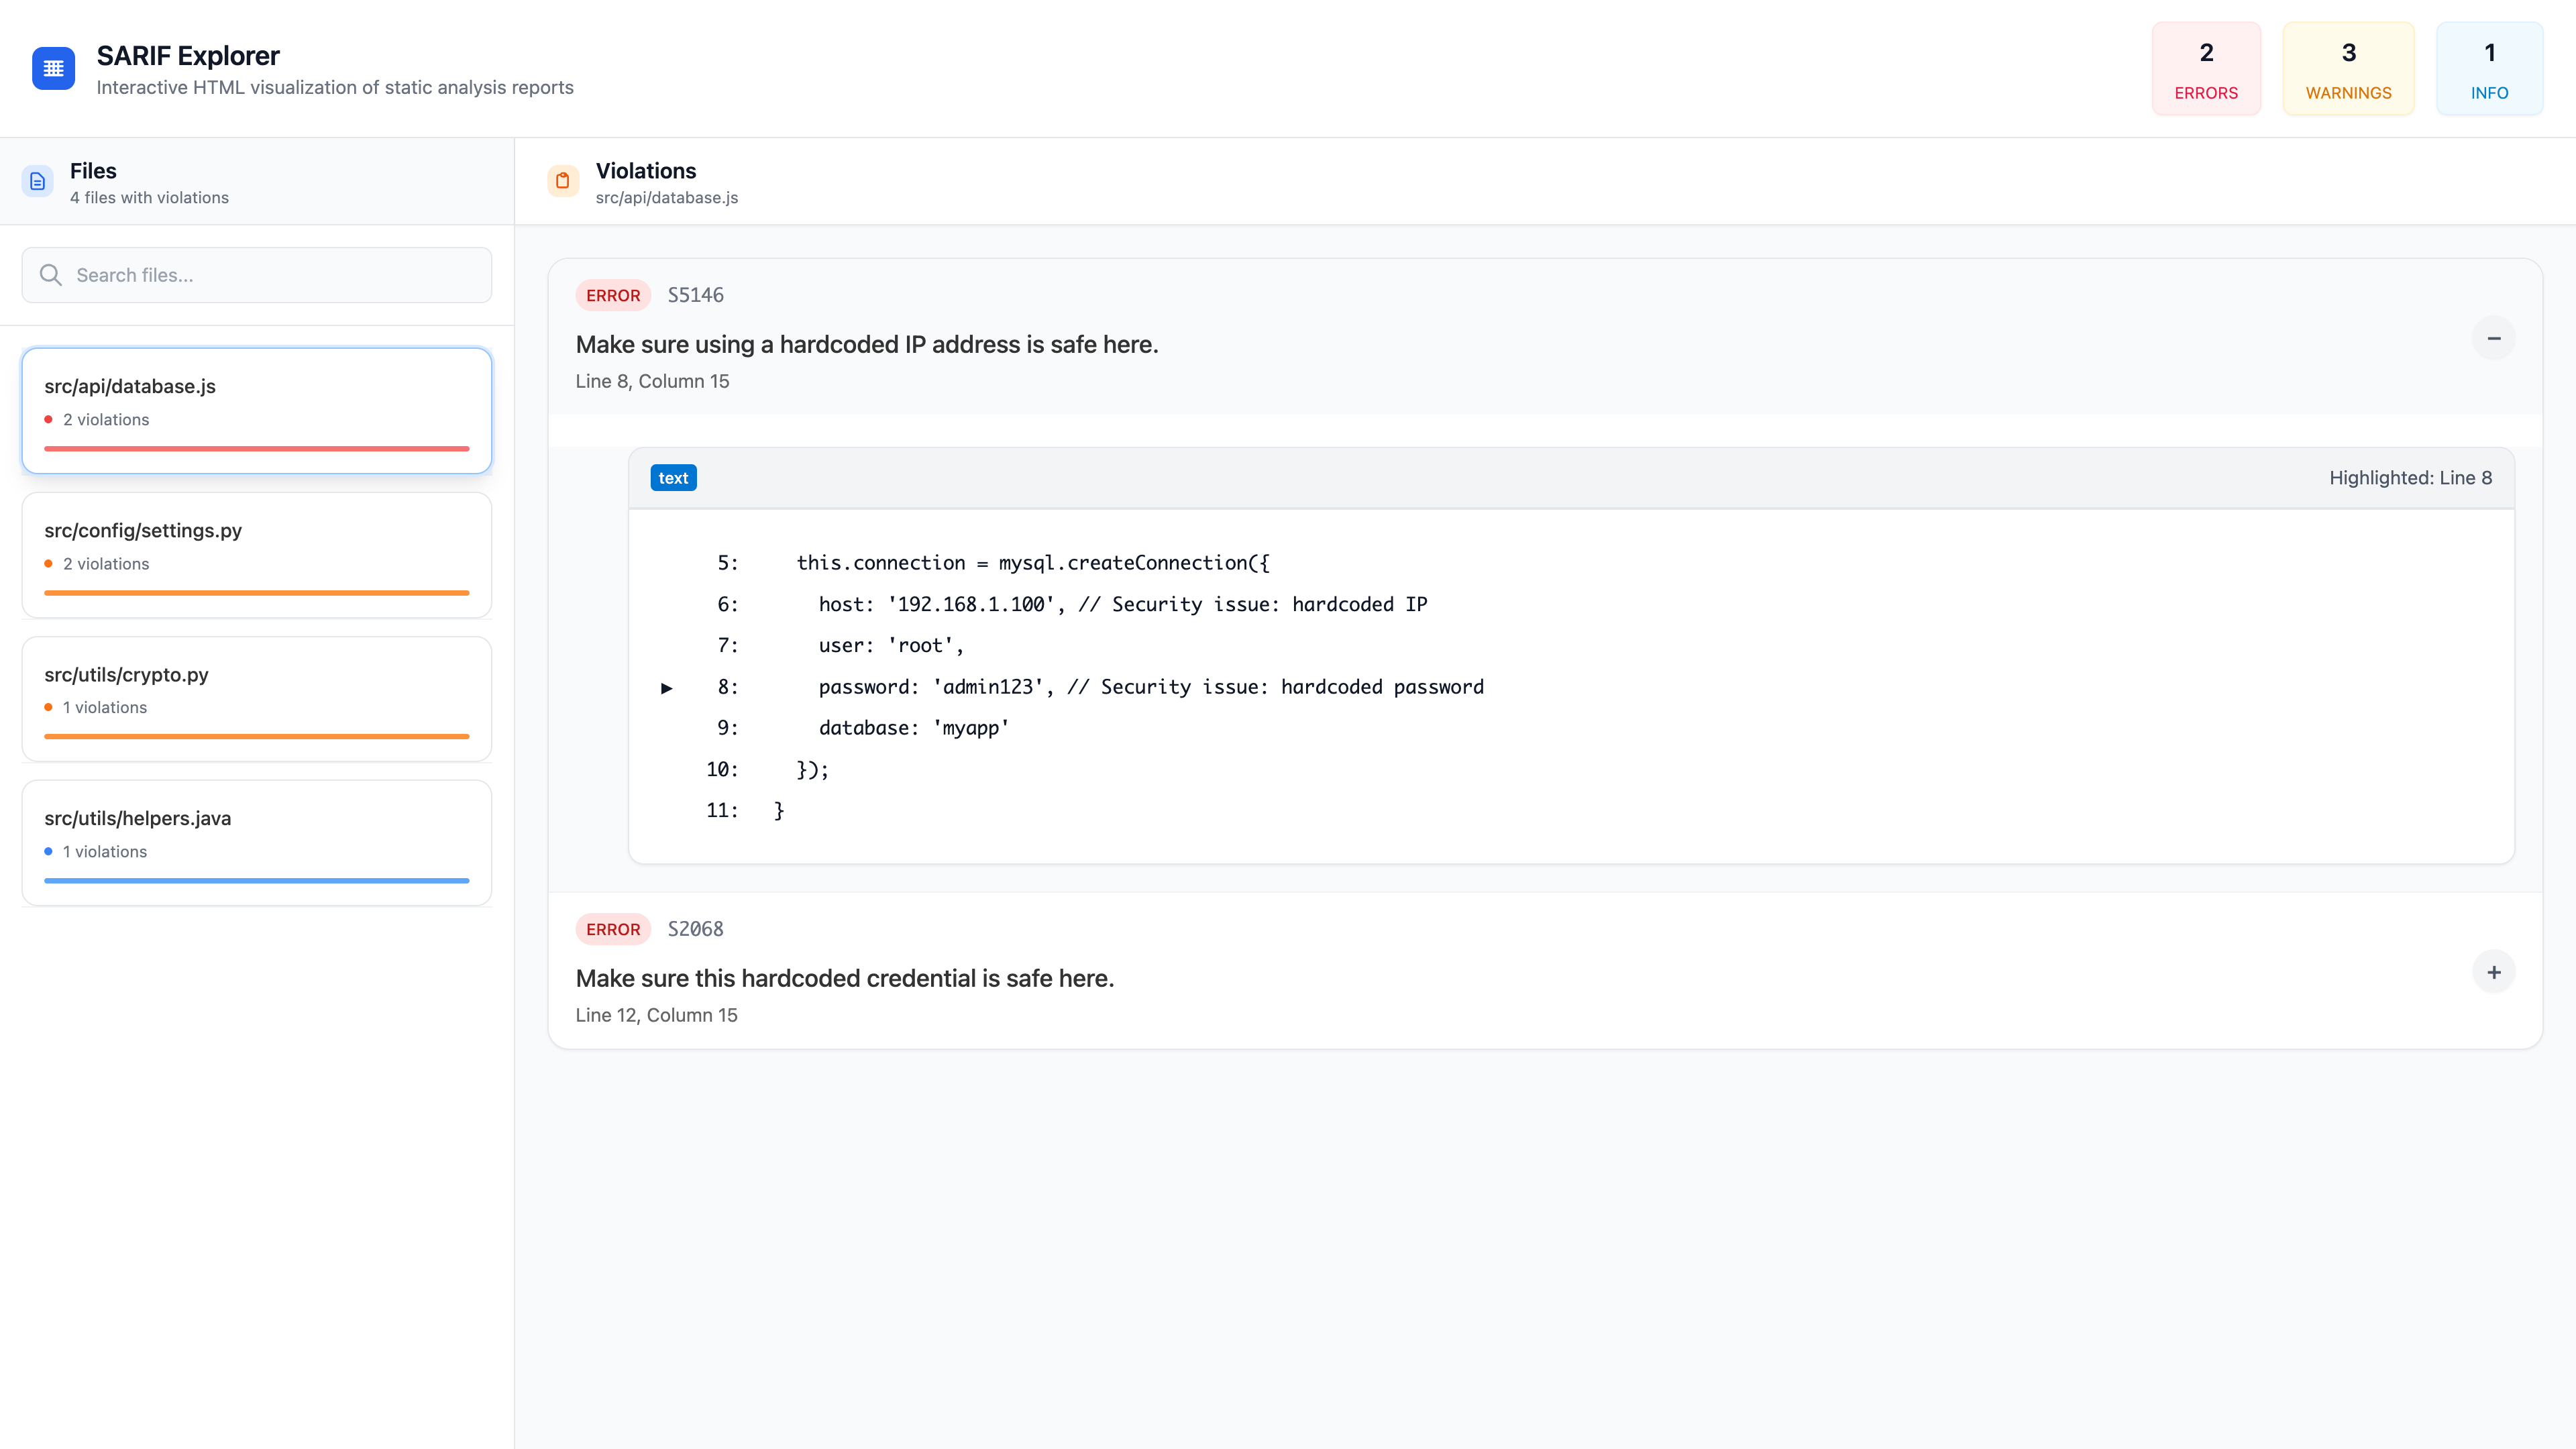 SARIF Explorer
Interactive HTML visualization of static analysis reports
2
ERRORS
3
WARNINGS
1
INFO
Files
4 files with violations
Search files...
src/api/database.js
2 violations
src/config/settings.py
2 violations
src/utils/crypto.py
1 violations
src/utils/helpers.java
1 violations
Violations
src/api/database.js
ERROR S5146
Make sure using a hardcoded IP address is safe here.
Line 8, Column 15
text Highlighted: Line 8
5: this.connection = mysql.createConnection({
6: host: '192.168.1.100', // Security issue: hardcoded IP
7: user: 'root',
▶ 8: password: 'admin123', // Security issue: hardcoded password
9: database: 'myapp'
10: });
11: }
ERROR S2068
Make sure this hardcoded credential is safe here.
Line 12, Column 15